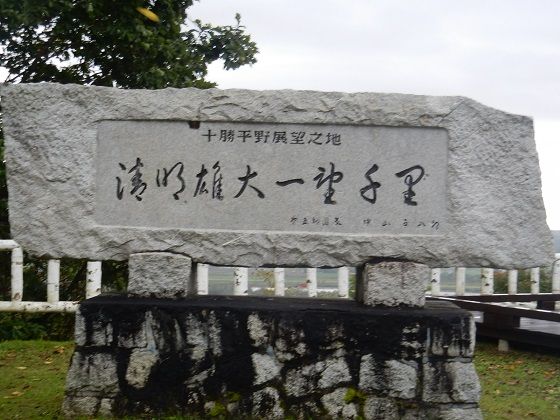 十勝平野展望之地
清明雄大一望千里